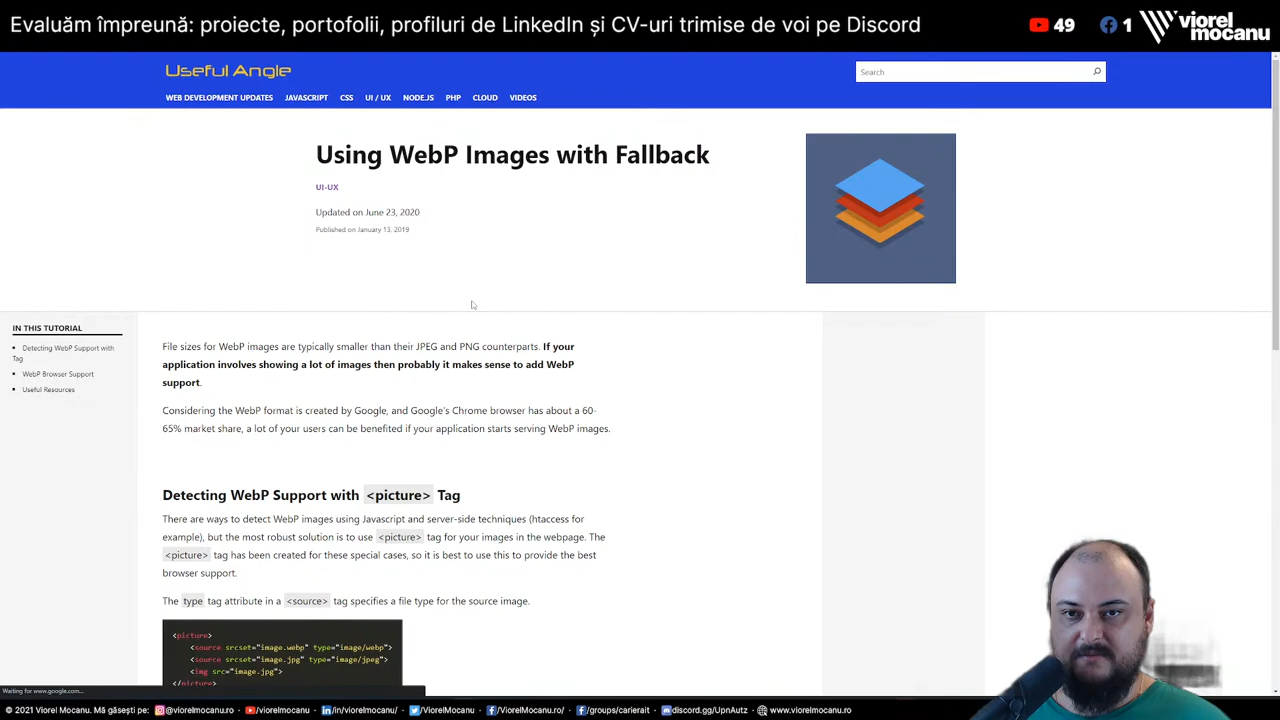 Evaluăm împreună: proiecte, portofolii, profiluri de LinkedIn și CV-uri trimise de voi pe Discord
49
1
viorel mocanu
Useful Angle
Search
WEB DEVELOPMENT UPDATES JAVASCRIPT CSS UI / UX NODE.JS PHP CLOUD VIDEOS
Using WebP Images with Fallback
UI-UX
Updated on June 23, 2020
Published on January 13, 2019
IN THIS TUTORIAL
Detecting WebP Support with
Tag
WebP Browser Support
Useful Resources
File sizes for WebP images are typically smaller than their JPEG and PNG counterparts. If your
application involves showing a lot of images then probably it makes sense to add WebP
support.
Considering the WebP format is created by Google, and Google's Chrome browser has about a 60-
65% market share, a lot of your users can be benefited if your application starts serving WebP images.
Detecting WebP Support with <picture> Tag
There are ways to detect WebP images using Javascript and server-side techniques (htaccess for
example), but the most robust solution is to use <picture> tag for your images in the webpage. The
<picture> tag has been created for these special cases, so it is best to use this to provide the best
browser support.
The type tag attribute in a <source> tag specifies a file type for the source image.
<picture>
<source srcset="image.webp" type="image/webp">
<source srcset="image.jpg" type="image/jpeg">
<img src="image.jpg">
</picture>
Waiting for www.google.com...
© 2021 Viorel Mocanu. Mă găsești pe: @viorelmocanu.ro /viorelmocanu /in/viorelmocanu/ /ViorelMocanu /ViorelMocanu.ro/ /groups/carierait discord.gg/UpnAutz www.viorelmocanu.ro